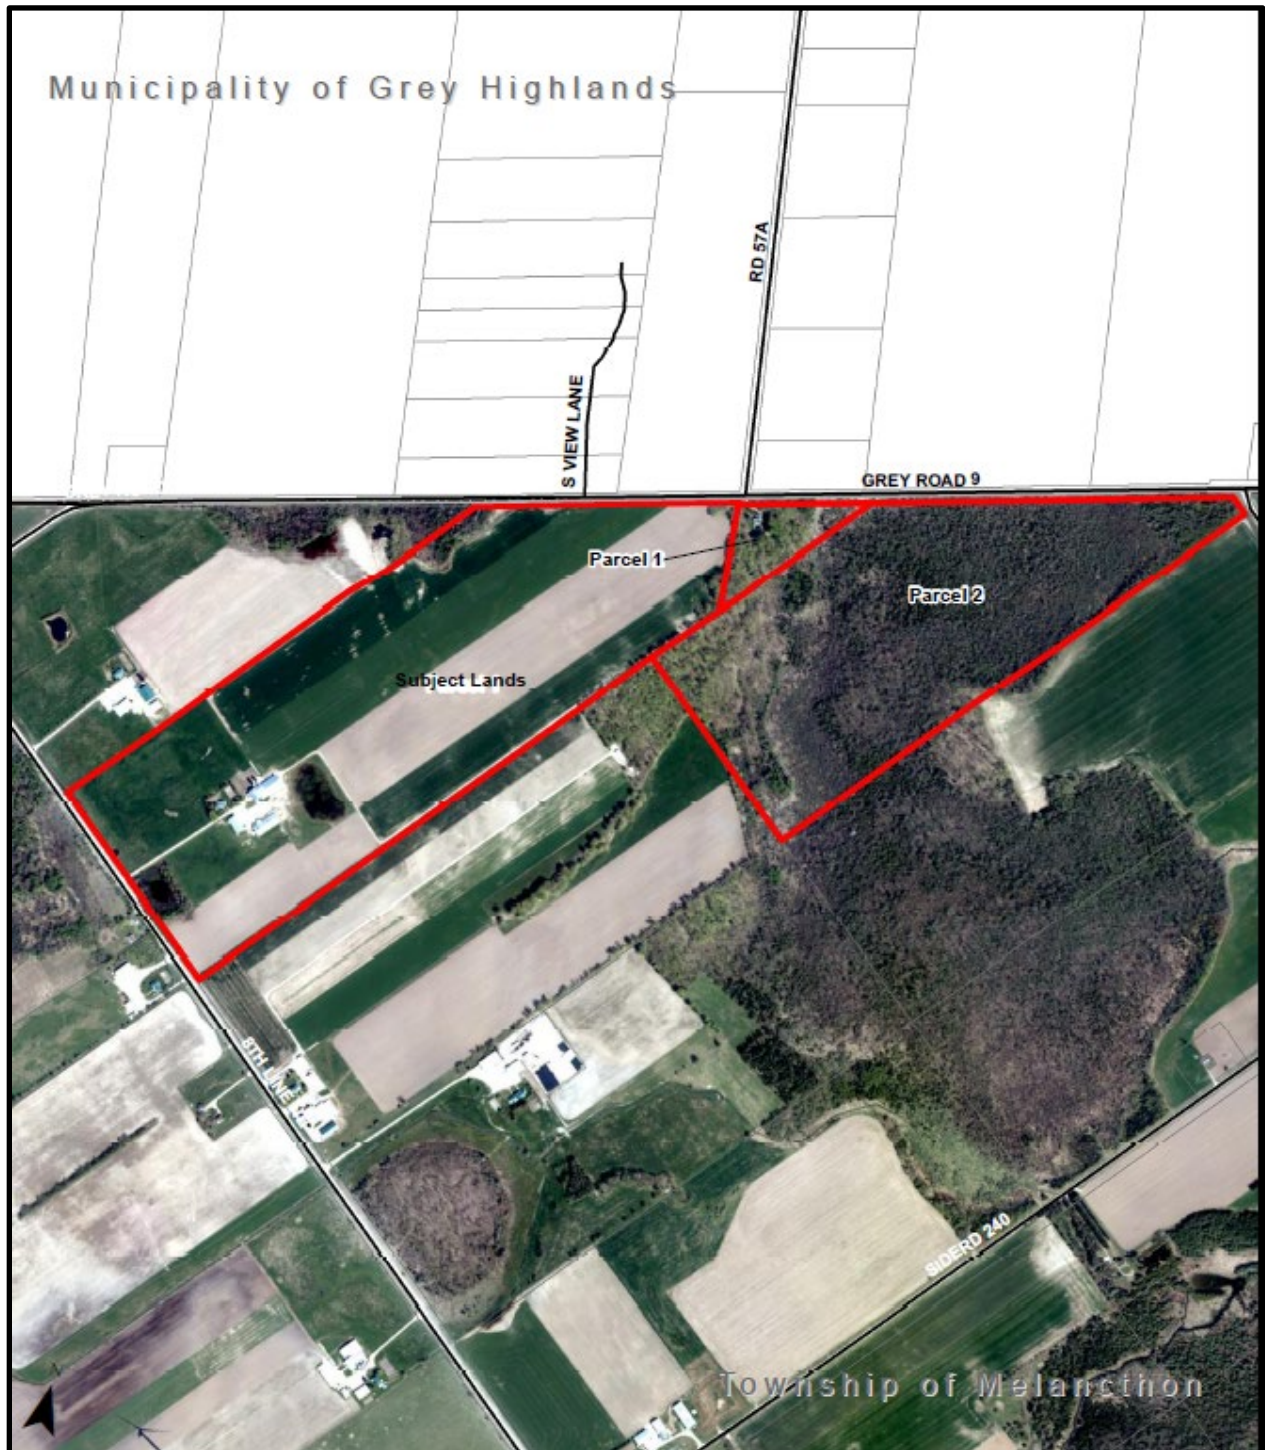 Municipality of Grey Highlands
RD 57A
S VIEW LANE
GREY ROAD 9
Parcel 1
Parcel 2
Subject Lands
8TH LINE
SIDERD 240
Township of Melancthon